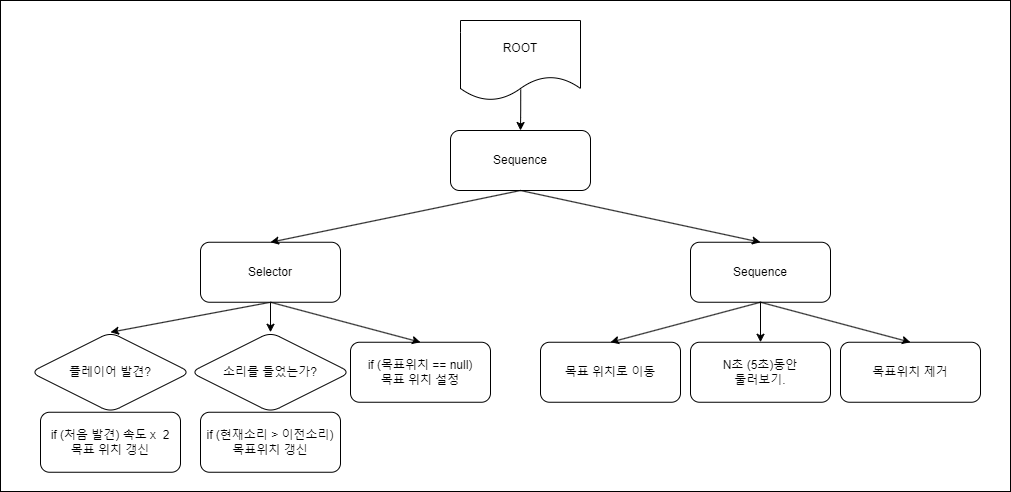 ROOT
Sequence
Selector
Sequence
플레이어 발견?
소리를 들었는가?
if (목표위치 == null)
목표 위치 설정
목표 위치로 이동
N초 (5초)동안
둘러보기.
목표위치 제거
if (처음 발견) 속도 x 2
목표 위치 갱신
if (현재소리 > 이전소리)
목표위치 갱신